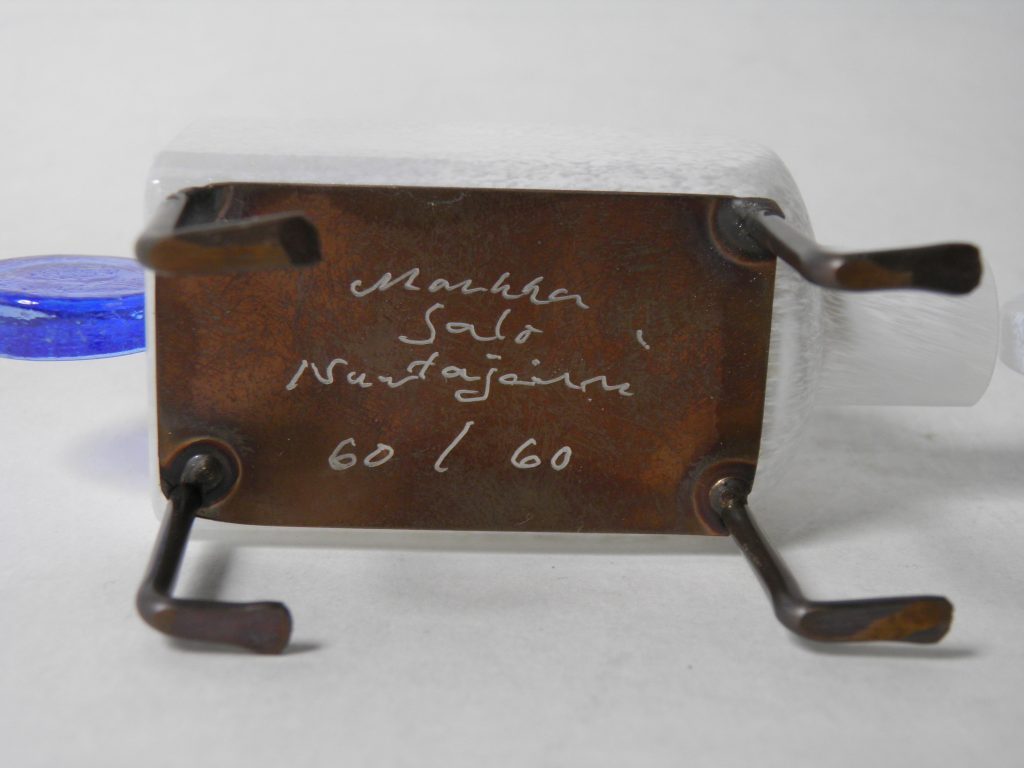 Markku
Salo
Nuutajärvi
60 / 60